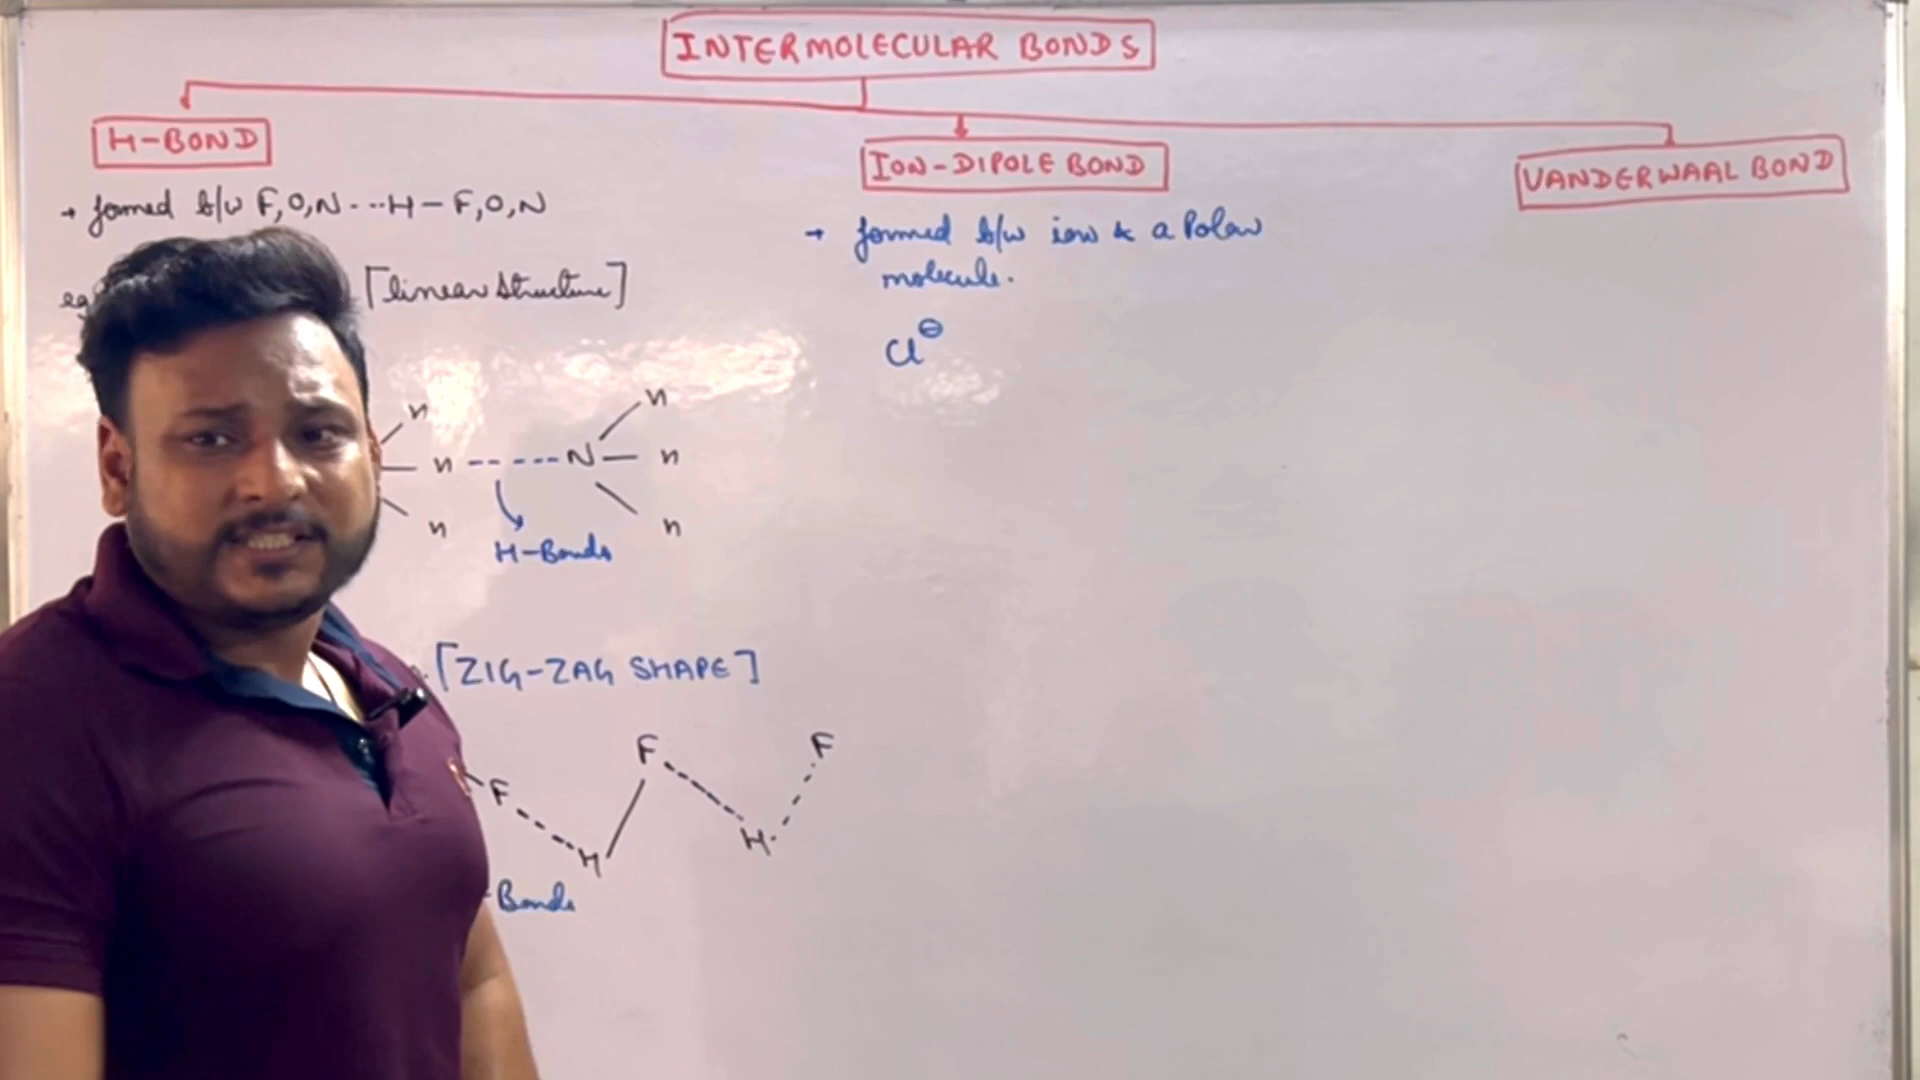 INTERMOLECULAR BONDS
H-BOND
ION-DIPOLE BOND
VANDERWAAL BOND
→ formed b/w F,O,N---H-F,O,N
eg
[linear structure]
H
H-----N-H
H
H
H
H-Bonds
[ZIG-ZAG SHAPE]
F
F
F
H
H
Bonds
→ formed b/w ion & a Polar
molecule.
Cl⊖